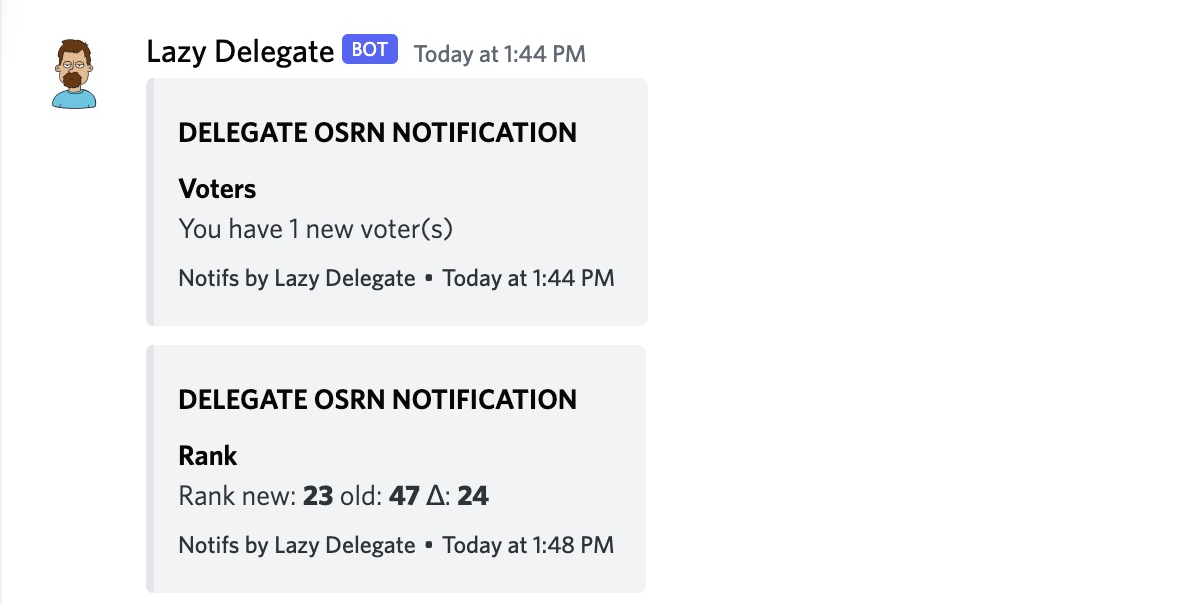 Lazy Delegate BOT Today at 1:44 PM
DELEGATE OSRN NOTIFICATION
Voters
You have 1 new voter(s)
Notifs by Lazy Delegate • Today at 1:44 PM
DELEGATE OSRN NOTIFICATION
Rank
Rank new: 23 old: 47 Δ: 24
Notifs by Lazy Delegate • Today at 1:48 PM